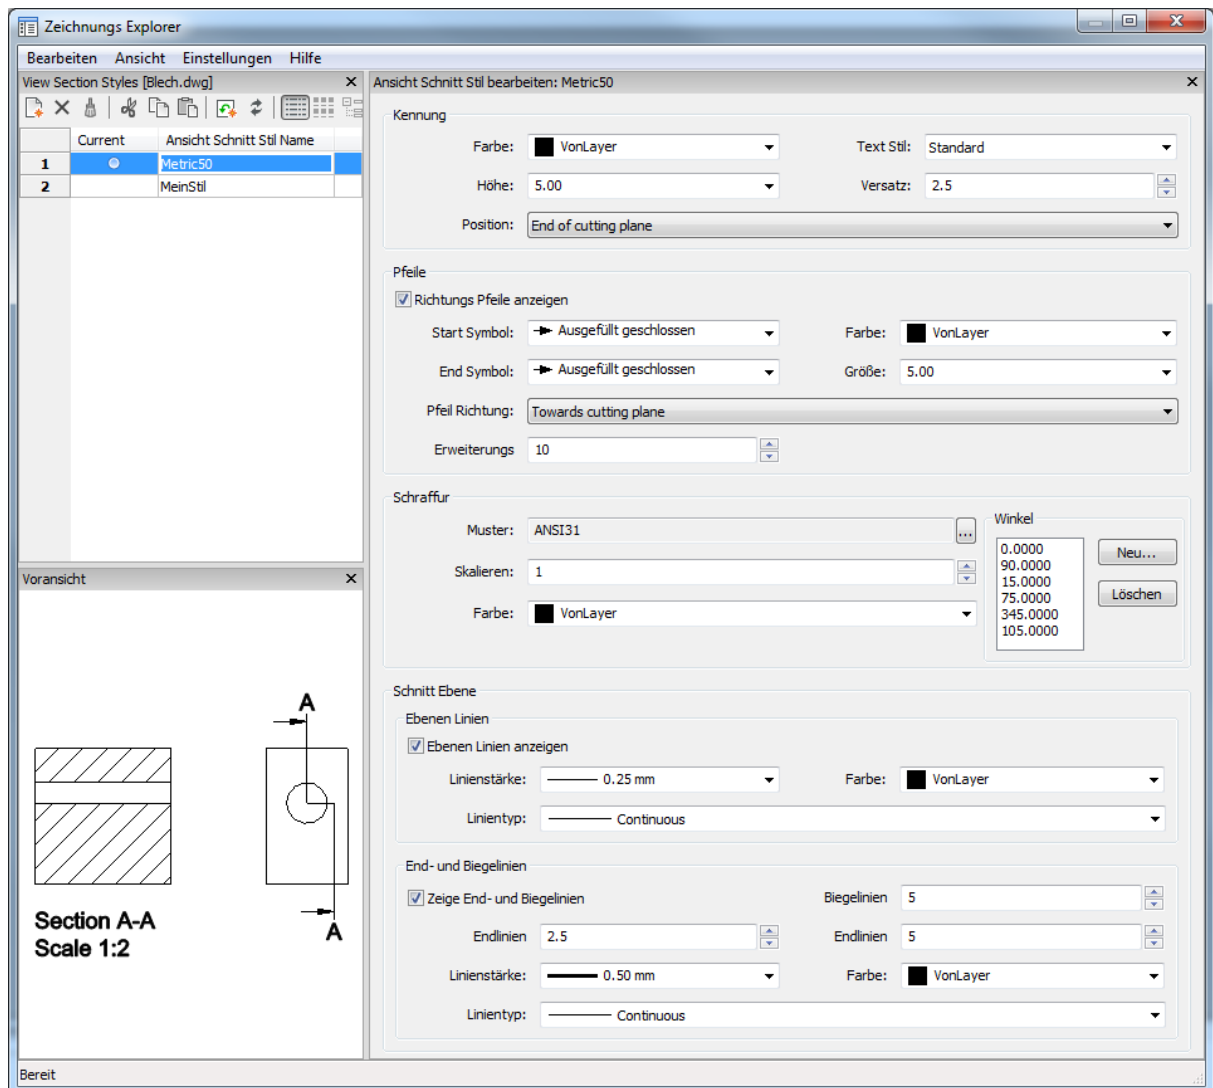 Zeichnungs Explorer
Bearbeiten Ansicht Einstellungen Hilfe
View Section Styles [Blech.dwg]
Current Ansicht Schnitt Stil Name
1 Metric50
2 MeinStil
Voransicht
A
A
Section A-A
Scale 1:2
Ansicht Schnitt Stil bearbeiten: Metric50
Kennung
Farbe: VonLayer Text Stil: Standard
Höhe: 5.00 Versatz: 2.5
Position: End of cutting plane
Pfeile
Richtungs Pfeile anzeigen
Start Symbol: Ausgefüllt geschlossen Farbe: VonLayer
End Symbol: Ausgefüllt geschlossen Größe: 5.00
Pfeil Richtung: Towards cutting plane
Erweiterungs 10
Schraffur
Muster: ANSI31 ...
Skalieren: 1
Farbe: VonLayer
Winkel
0.0000
90.0000
15.0000
75.0000
345.0000
105.0000
Neu...
Löschen
Schnitt Ebene
Ebenen Linien
Ebenen Linien anzeigen
Linienstärke: 0.25 mm Farbe: VonLayer
Linientyp: Continuous
End- und Biegelinien
Zeige End- und Biegelinien Biegelinien 5
Endlinien 2.5 Endlinien 5
Linienstärke: 0.50 mm Farbe: VonLayer
Linientyp: Continuous
Bereit